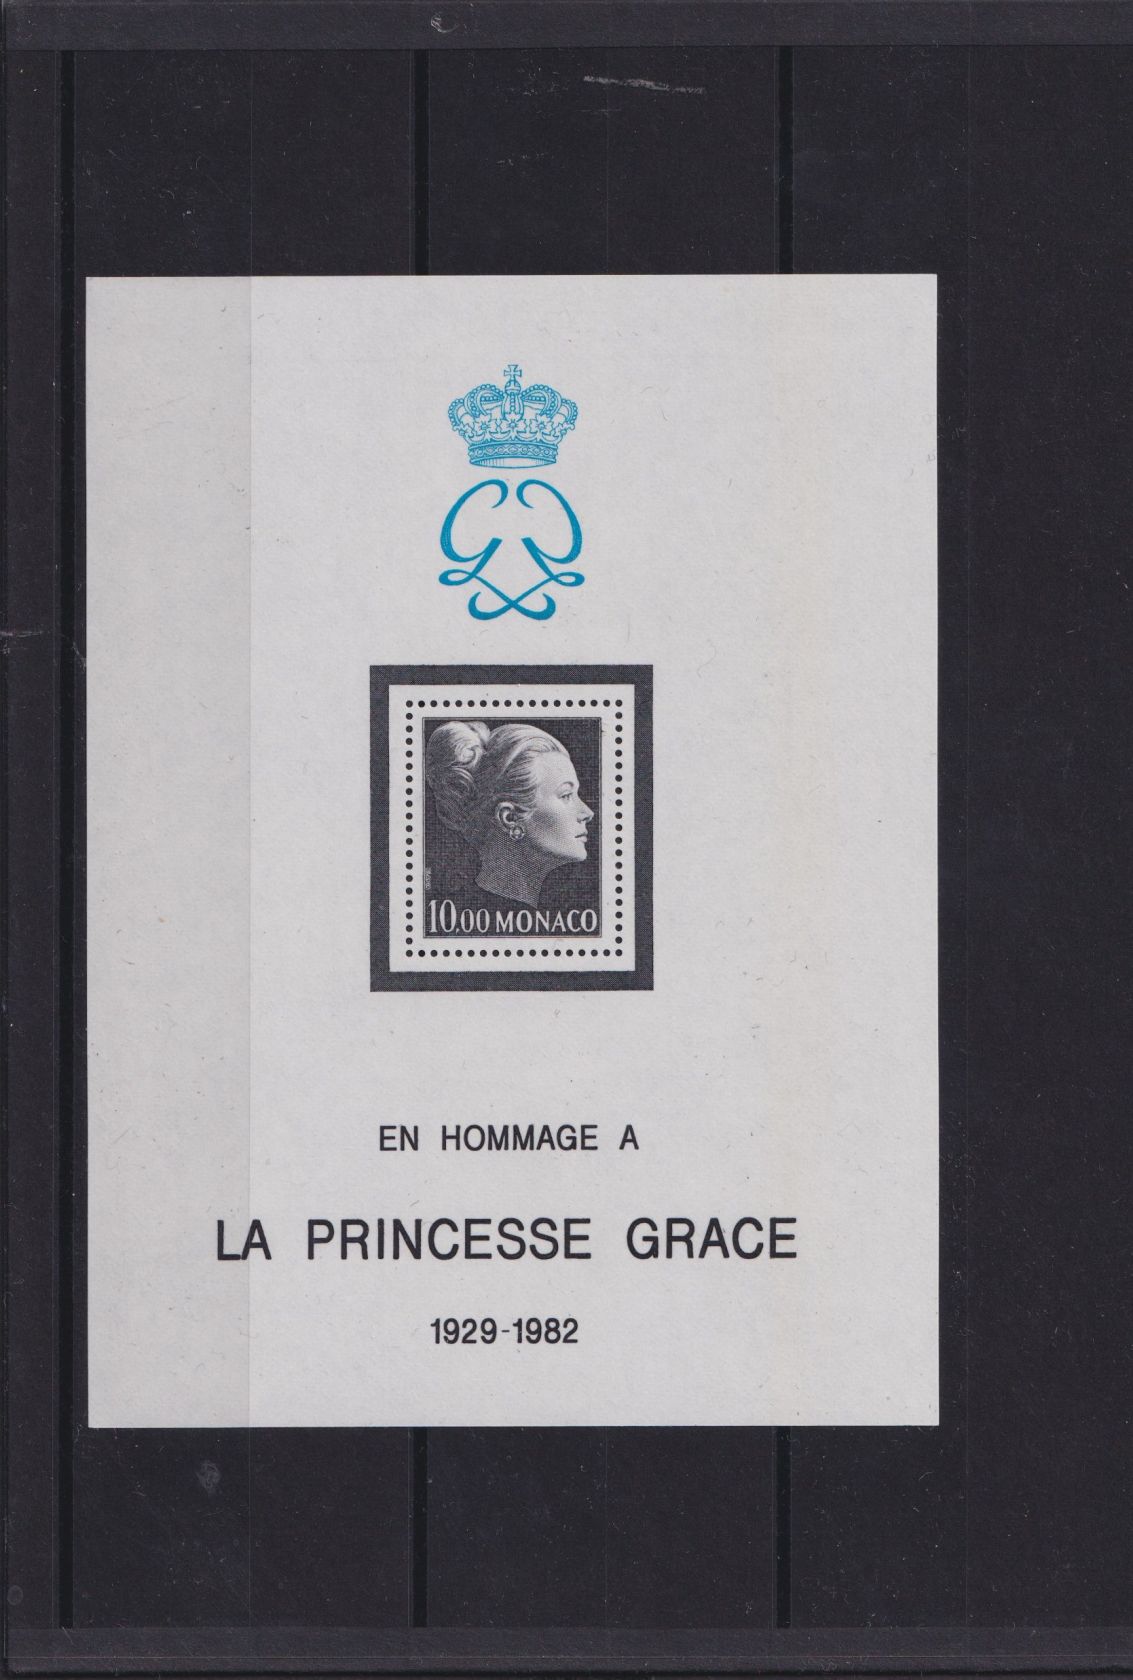 10,00 MONACO
EN HOMMAGE A
LA PRINCESSE GRACE
1929-1982